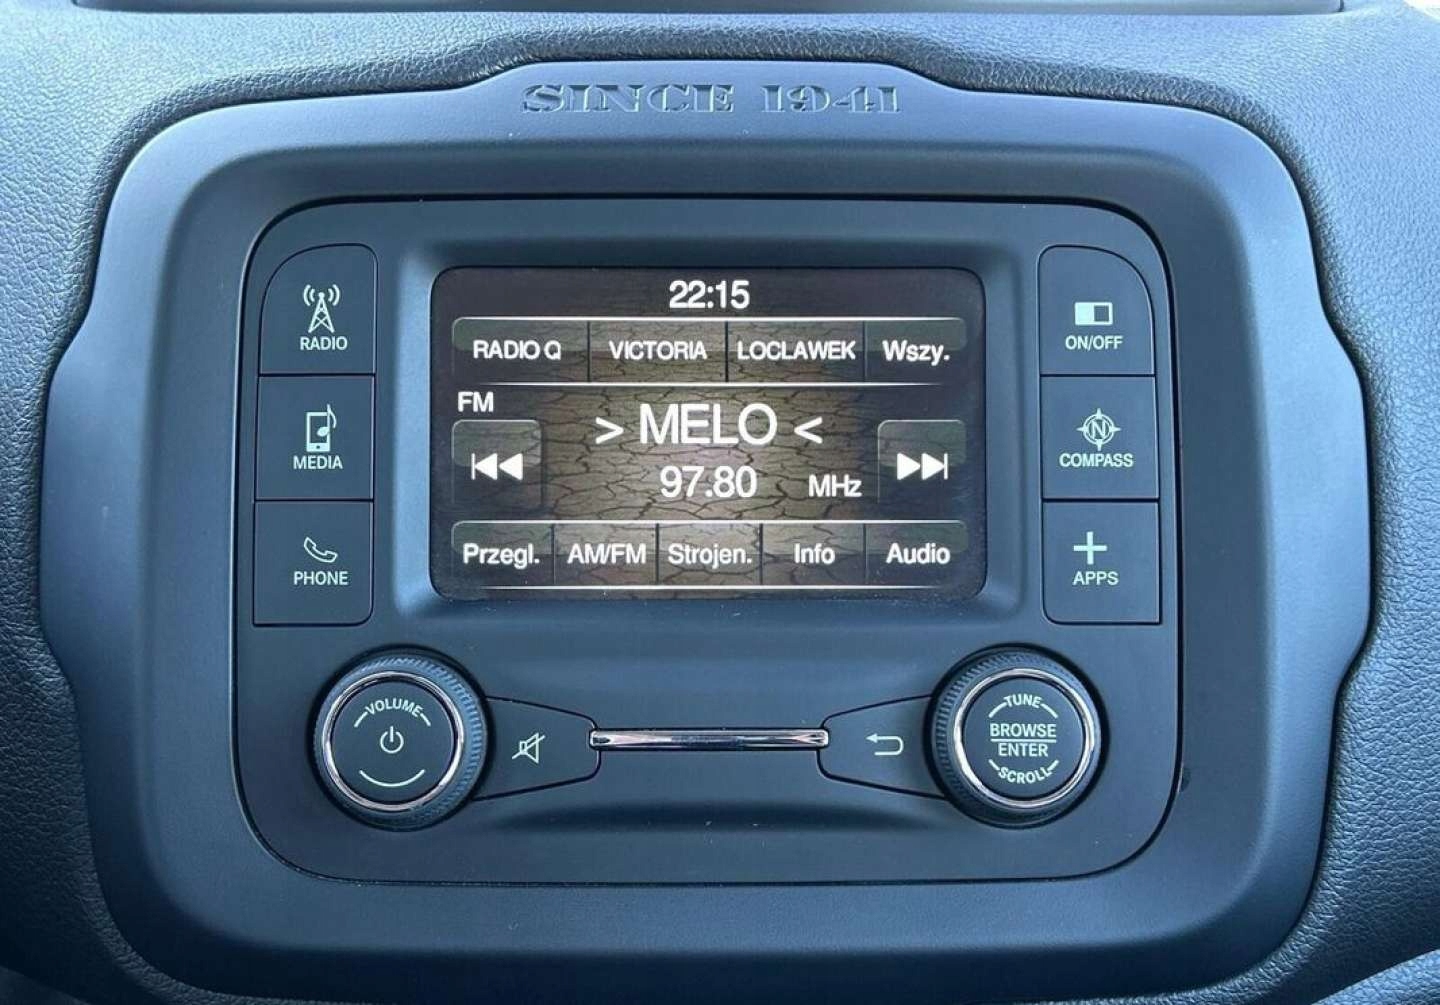 SINCE 1941
22:15
RADIO Q VICTORIA LOCLAWEK Wszy.
FM
> MELO <
97.80 MHz
Przegl. AM/FM Strojen. Info Audio
RADIO
MEDIA
PHONE
ON/OFF
N
COMPASS
APPS
VOLUME
TUNE
BROWSE
ENTER
SCROLL